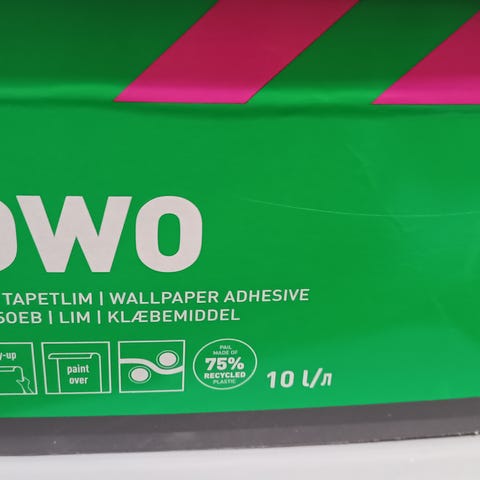 OWO
TAPETLIM | WALLPAPER ADHESIVE
| LIM | KLÆBEMIDDEL
paint
over
PAIL
MADE OF
75%
RECYCLED
PLASTIC
10 l/л